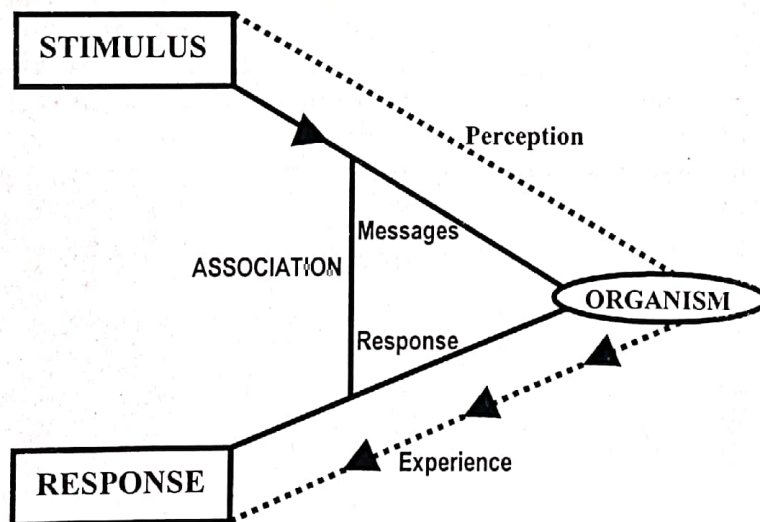 STIMULUS
Perception
Messages
ASSOCIATION
ORGANISM
Response
Experience
RESPONSE